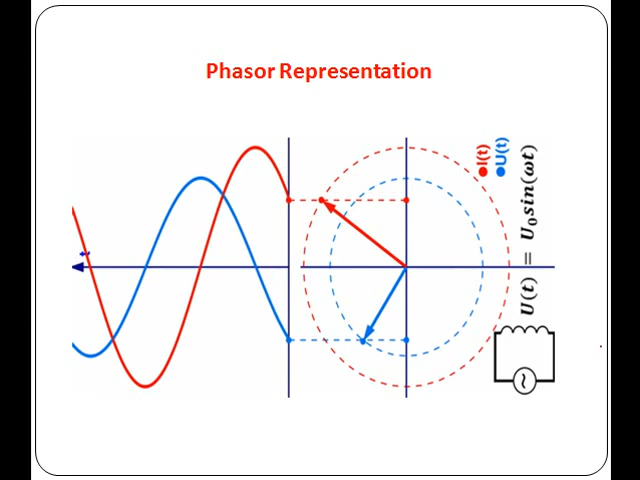 Phasor Representation
t
I(t)
U(t)
U(t) = U₀sin(ωt)
~